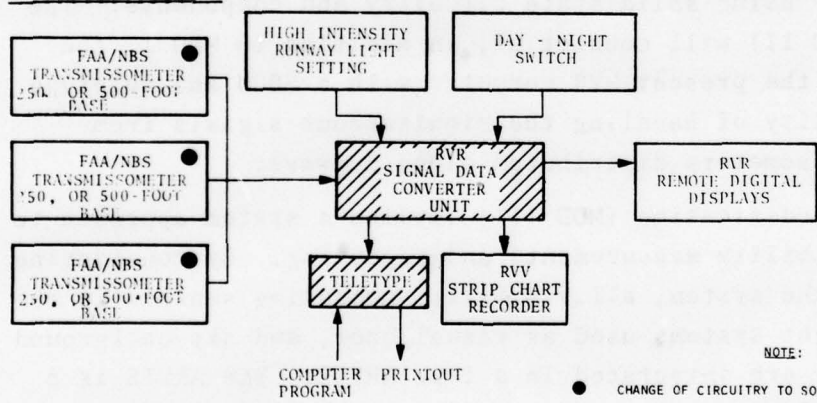 FAA/NBS
TRANSMISSOMETER
250, OR 500-FOOT
BASE
FAA/NBS
TRANSMISSOMETER
250, OR 500-FOOT
BASE
FAA/NBS
TRANSMISSOMETER
250, OR 500-FOOT
BASE
HIGH INTENSITY
RUNWAY LIGHT
SETTING
DAY - NIGHT
SWITCH
RVR
SIGNAL DATA
CONVERTER
UNIT
RVR
REMOTE DIGITAL
DISPLAYS
TELETYPE
RVV
STRIP CHART
RECORDER
COMPUTER PRINTOUT
PROGRAM
NOTE:
● CHANGE OF CIRCUITRY TO SO